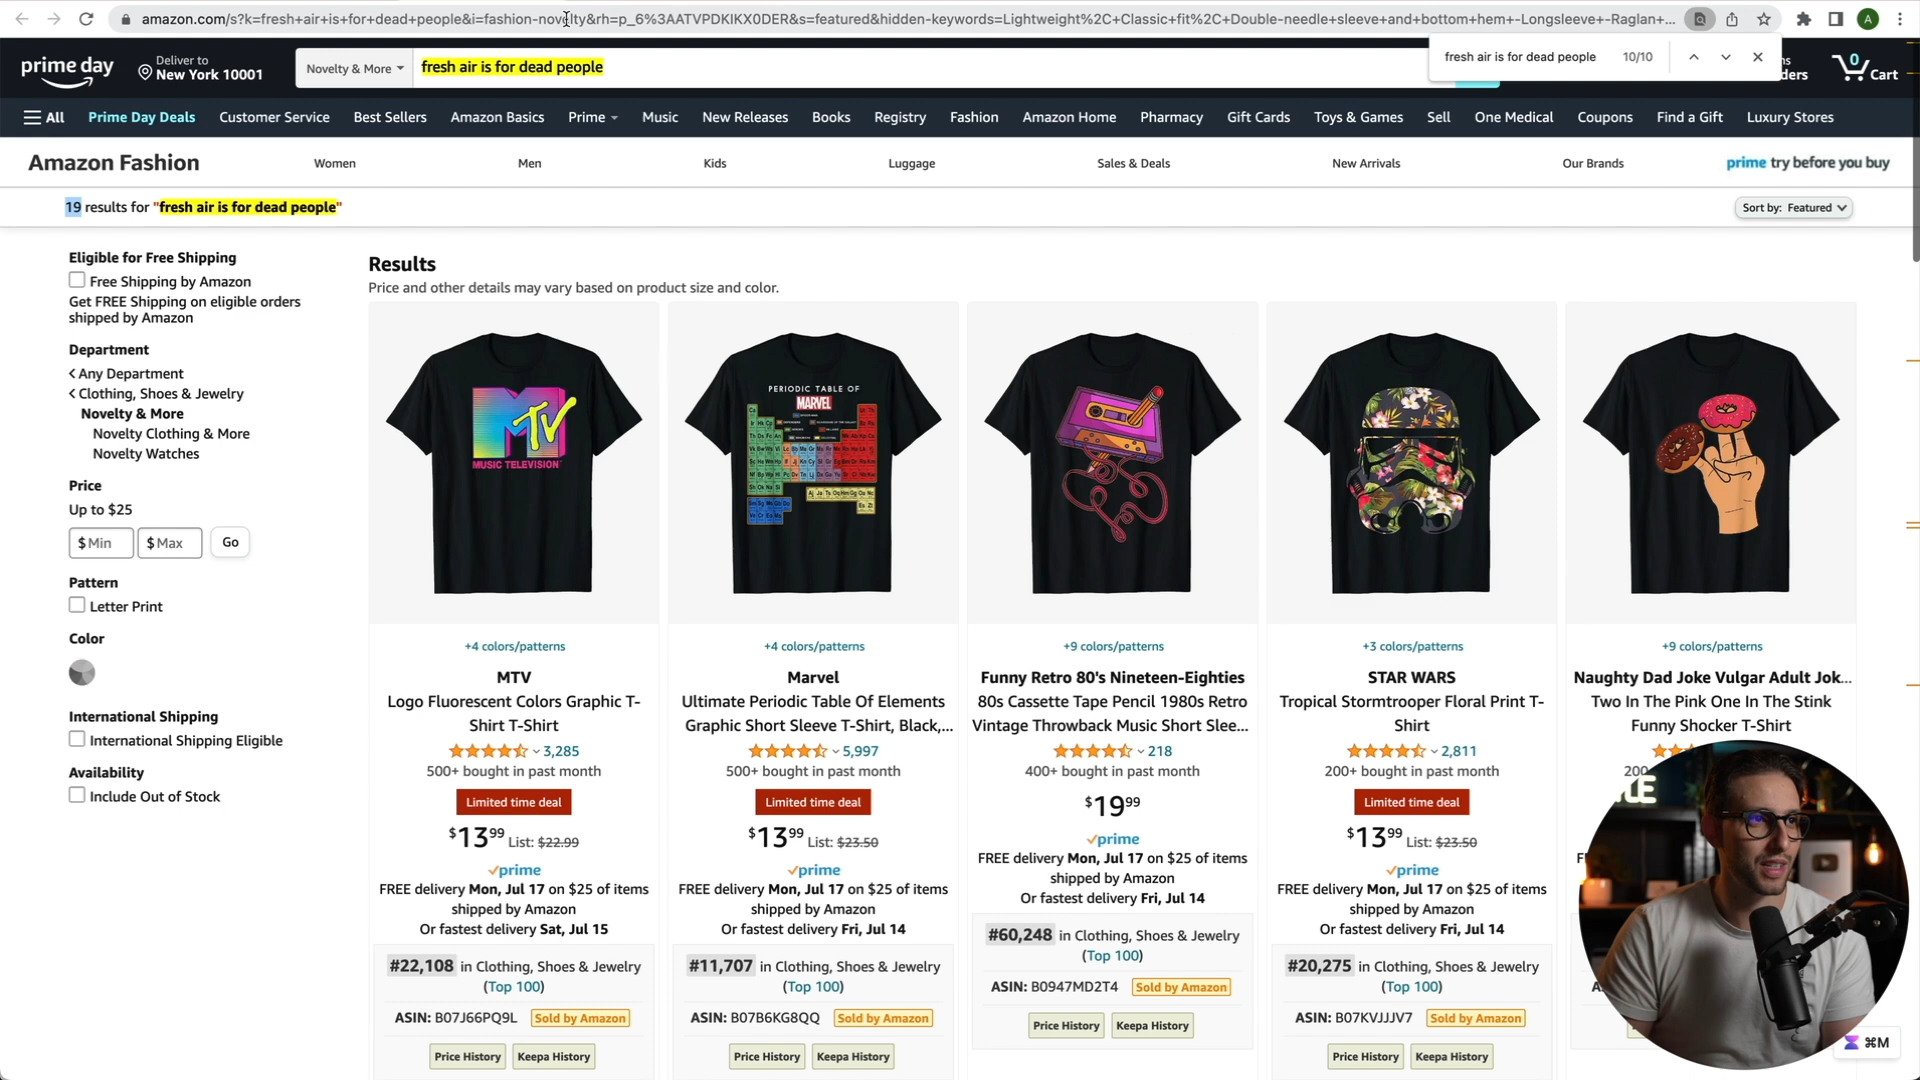 amazon.com/s?k=fresh+air+is+for+dead+people&i=fashion-novelty&rh=p_6%3AATVPDKIKX0DER&s=featured&hidden-keywords=Lightweight%2C+Classic+fit%2C+Double-needle+sleeve+and+bottom+hem+-Longsleeve+-Raglan+...
A
fresh air is for dead people 10/10
prime day
Deliver to
New York 10001
Novelty & More
fresh air is for dead people
0
Cart
All
Prime Day Deals
Customer Service
Best Sellers
Amazon Basics
Prime
Music
New Releases
Books
Registry
Fashion
Amazon Home
Pharmacy
Gift Cards
Toys & Games
Sell
One Medical
Coupons
Find a Gift
Luxury Stores
Amazon Fashion
Women
Men
Kids
Luggage
Sales & Deals
New Arrivals
Our Brands
prime try before you buy
19 results for "fresh air is for dead people"
Sort by: Featured
Eligible for Free Shipping
Free Shipping by Amazon
Get FREE Shipping on eligible orders
shipped by Amazon
Department
Any Department
Clothing, Shoes & Jewelry
Novelty & More
Novelty Clothing & More
Novelty Watches
Price
Up to $25
$ Min
$ Max
Go
Pattern
Letter Print
Color
International Shipping
International Shipping Eligible
Availability
Include Out of Stock
Results
Price and other details may vary based on product size and color.
MTV
MUSIC TELEVISION
+4 colors/patterns
MTV
Logo Fluorescent Colors Graphic T-
Shirt T-Shirt
3,285
500+ bought in past month
Limited time deal
$13.99 List: $22.99
prime
FREE delivery Mon, Jul 17 on $25 of items
shipped by Amazon
Or fastest delivery Sat, Jul 15
#22,108 in Clothing, Shoes & Jewelry
(Top 100)
ASIN: B07J66PQ9L Sold by Amazon
Price History
Keepa History
PERIODIC TABLE OF
MARVEL
+4 colors/patterns
Marvel
Ultimate Periodic Table Of Elements
Graphic Short Sleeve T-Shirt, Black,...
5,997
500+ bought in past month
Limited time deal
$13.99 List: $23.50
prime
FREE delivery Mon, Jul 17 on $25 of items
shipped by Amazon
Or fastest delivery Fri, Jul 14
#11,707 in Clothing, Shoes & Jewelry
(Top 100)
ASIN: B07B6KG8QQ Sold by Amazon
Price History
Keepa History
+9 colors/patterns
Funny Retro 80's Nineteen-Eighties
80s Cassette Tape Pencil 1980s Retro
Vintage Throwback Music Short Slee...
218
400+ bought in past month
$19.99
prime
FREE delivery Mon, Jul 17 on $25 of items
shipped by Amazon
Or fastest delivery Fri, Jul 14
#60,248 in Clothing, Shoes & Jewelry
(Top 100)
ASIN: B0947MD2T4 Sold by Amazon
Price History
Keepa History
+3 colors/patterns
STAR WARS
Tropical Stormtrooper Floral Print T-
Shirt
2,811
200+ bought in past month
Limited time deal
$13.99 List: $23.50
prime
FREE delivery Mon, Jul 17 on $25 of items
shipped by Amazon
Or fastest delivery Fri, Jul 14
#20,275 in Clothing, Shoes & Jewelry
(Top 100)
ASIN: B07KVJJJV7 Sold by Amazon
Price History
Keepa History
+9 colors/patterns
Naughty Dad Joke Vulgar Adult Jok...
Two In The Pink One In The Stink
Funny Shocker T-Shirt
⌘M